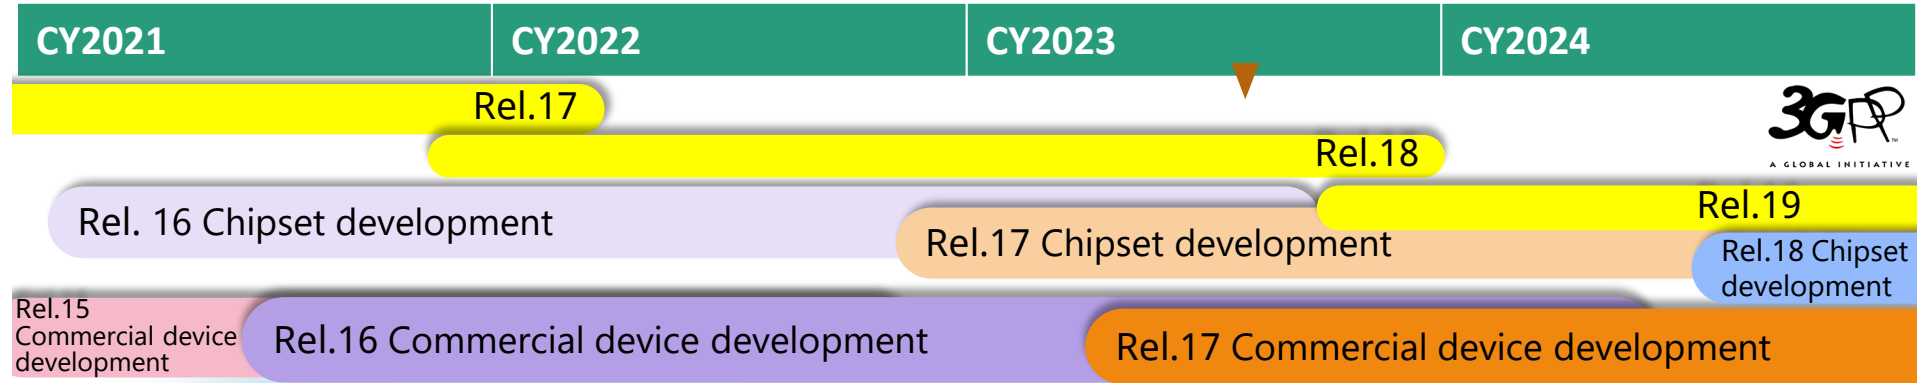 CY2021 CY2022 CY2023 CY2024
Rel.17
Rel.18
3GPP
TM
A GLOBAL INITIATIVE
Rel.19
Rel. 16 Chipset development
Rel.17 Chipset development
Rel.18 Chipset
development
Rel.15
Commercial device
development
Rel.16 Commercial device development
Rel.17 Commercial device development